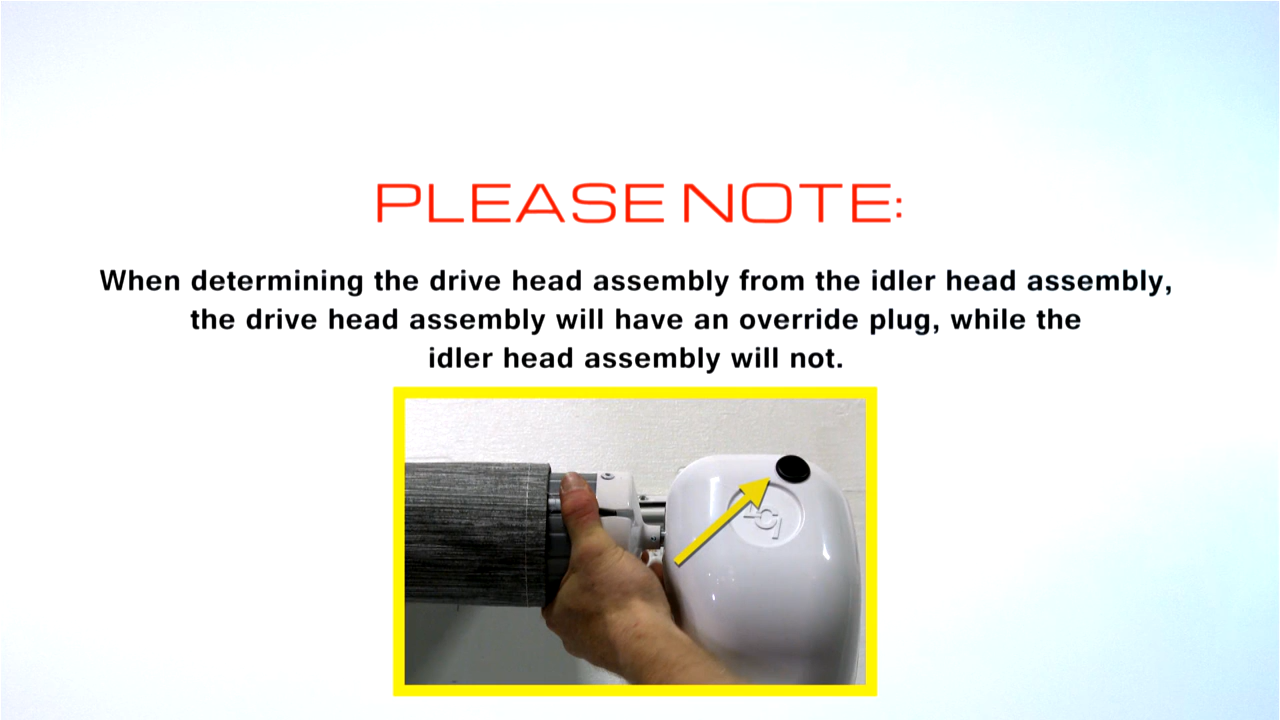 PLEASE NOTE:
When determining the drive head assembly from the idler head assembly,
the drive head assembly will have an override plug, while the
idler head assembly will not.